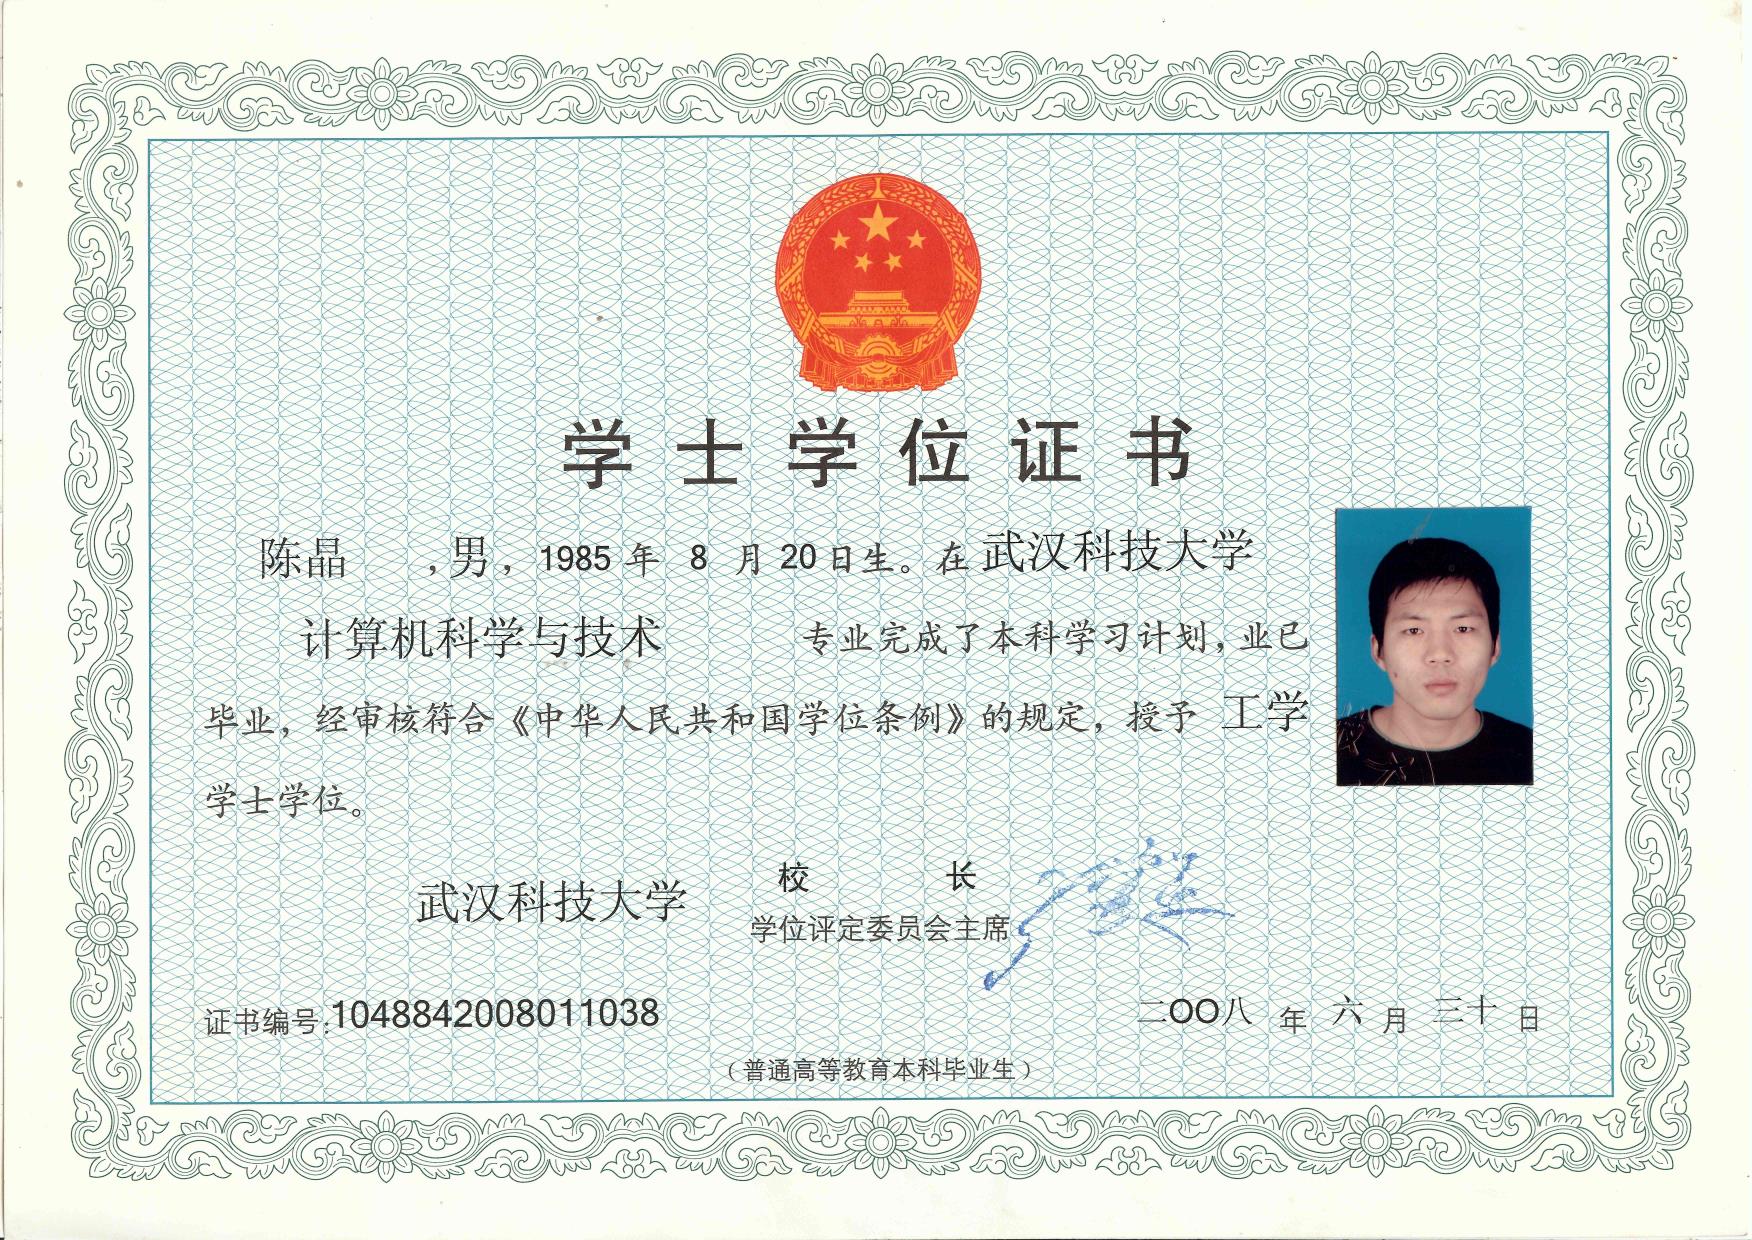 学士学位证书
陈晶 ，男，1985 年 8 月 20 日生。在 武汉科技大学
计算机科学与技术 专业完成了本科学习计划，业已
毕业，经审核符合《中华人民共和国学位条例》的规定，授予 工学
学士学位。
校 长
武汉科技大学
学位评定委员会主席
证书编号：1048842008011038
二〇〇八 年 六 月 三十 日
（普通高等教育本科毕业生）